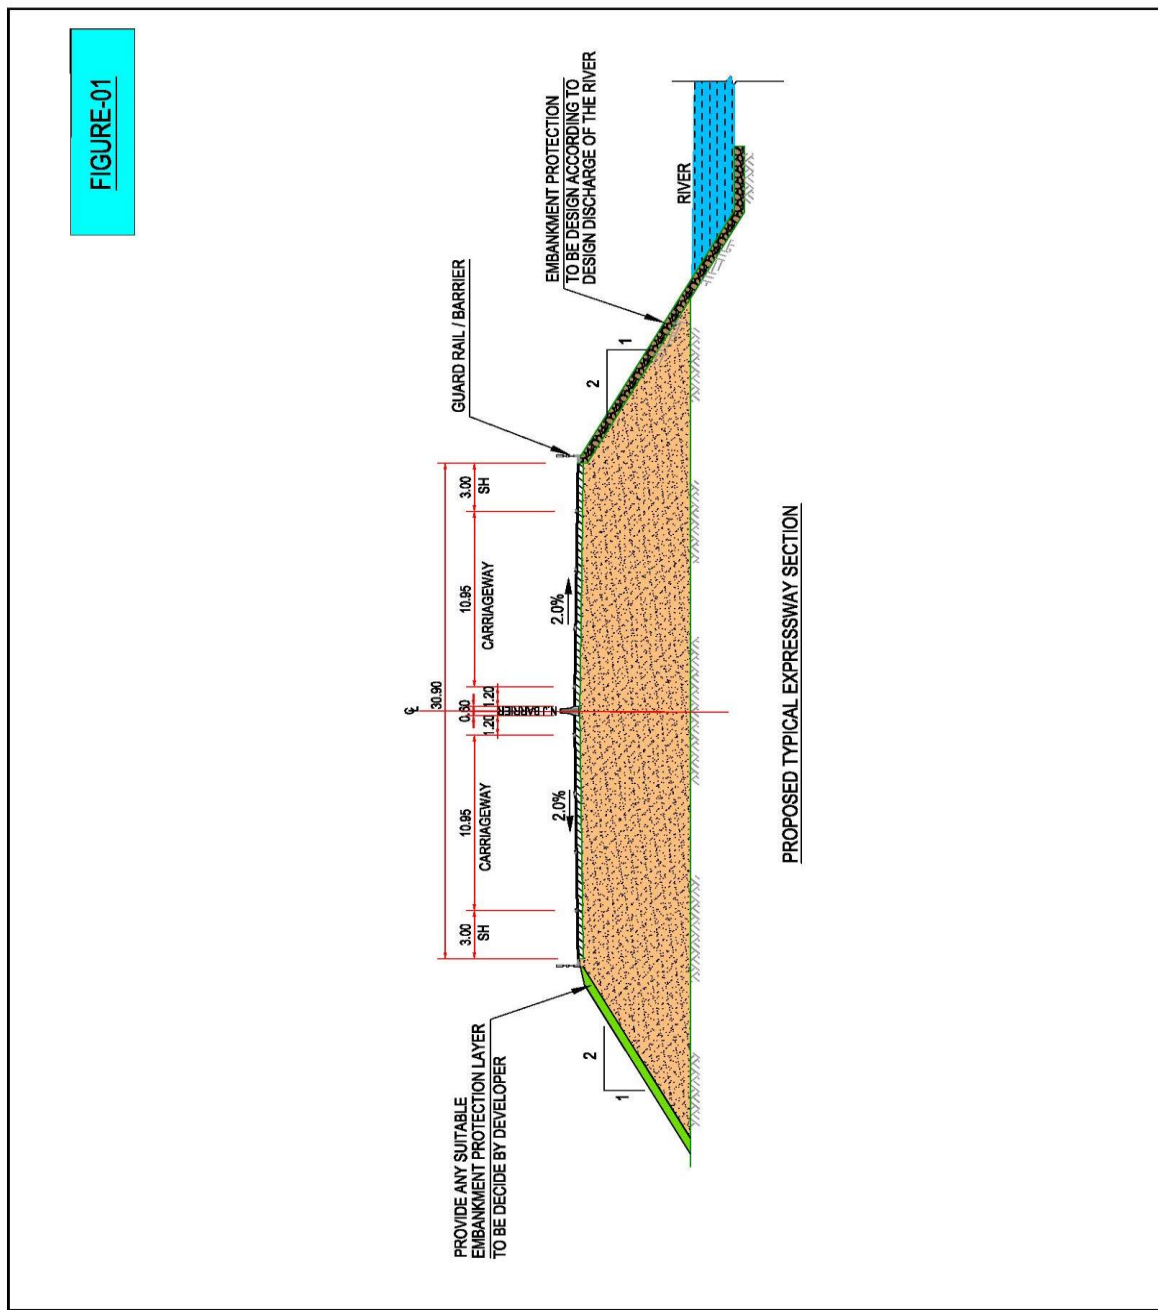 FIGURE-01
PROVIDE ANY SUITABLE
EMBANKMENT PROTECTION LAYER
TO BE DECIDE BY DEVELOPER
℄
30.90
3.00
SH
10.95
CARRIAGEWAY
1.20
0.60
1.20
N.J BARRIER
10.95
CARRIAGEWAY
3.00
SH
GUARD RAIL / BARRIER
EMBANKMENT PROTECTION
TO BE DESIGN ACCORDING TO
DESIGN DISCHARGE OF THE RIVER
2.0%
2.0%
2
1
2
1
RIVER
PROPOSED TYPICAL EXPRESSWAY SECTION